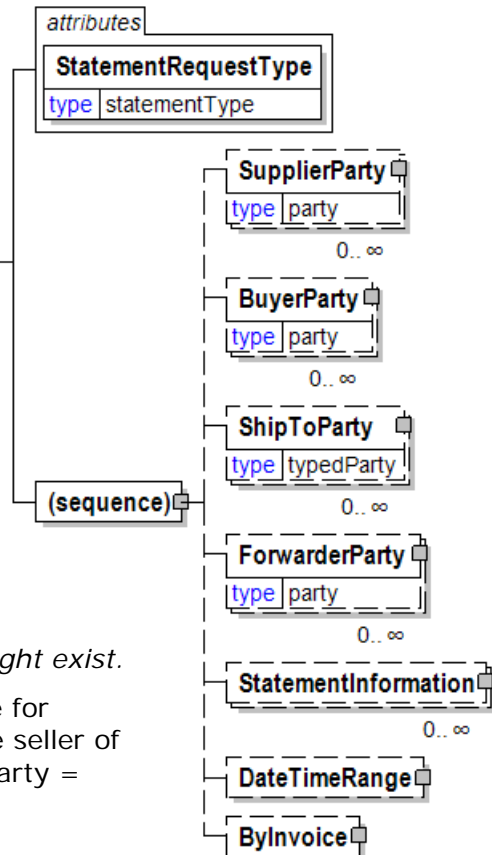 attributes
StatementRequestType
type statementType
SupplierParty
type party
0.. ∞
BuyerParty
type party
0.. ∞
ShipToParty
type typedParty
0.. ∞
(sequence)
ForwarderParty
type party
0.. ∞
ght exist.
StatementInformation
0.. ∞
e for
e seller of
arty =
DateTimeRange
ByInvoice